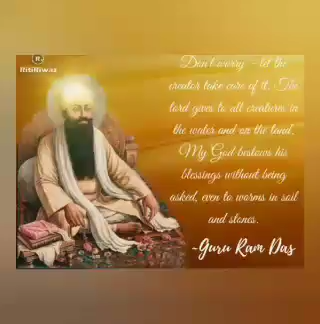 R
Ritiriwaz
Don't worry - let the
creator take care of it. The
lord gives to all creatures in
the water and on the land,
My God bestows his
blessings without being
asked, even to worms in soil
and stones.
~Guru Ram Das